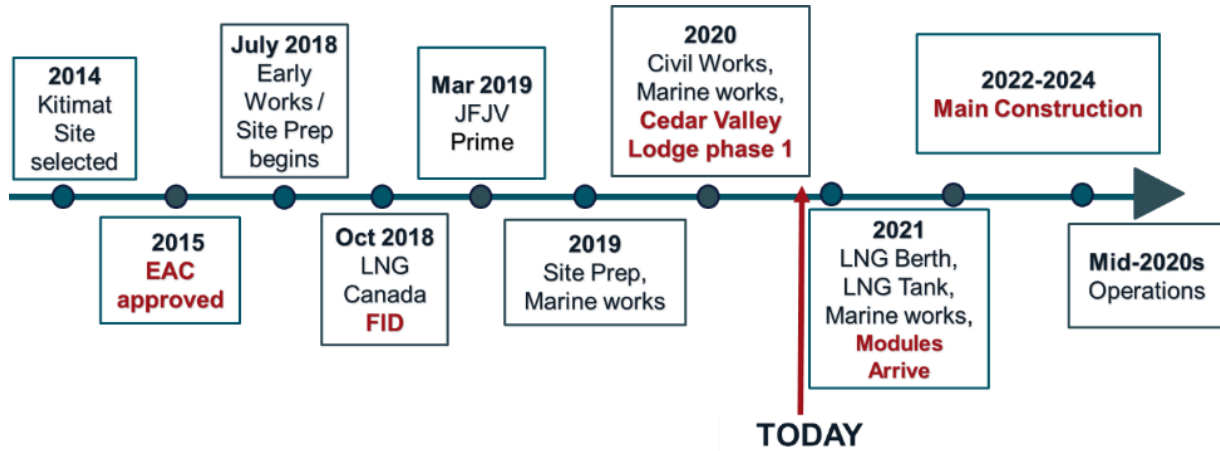 2014
Kitimat
Site
selected
2015
EAC
approved
July 2018
Early
Works /
Site Prep
begins
Oct 2018
LNG
Canada
FID
Mar 2019
JFJV
Prime
2019
Site Prep,
Marine works
2020
Civil Works,
Marine works,
Cedar Valley
Lodge phase 1
TODAY
2021
LNG Berth,
LNG Tank,
Marine works,
Modules
Arrive
2022-2024
Main Construction
Mid-2020s
Operations